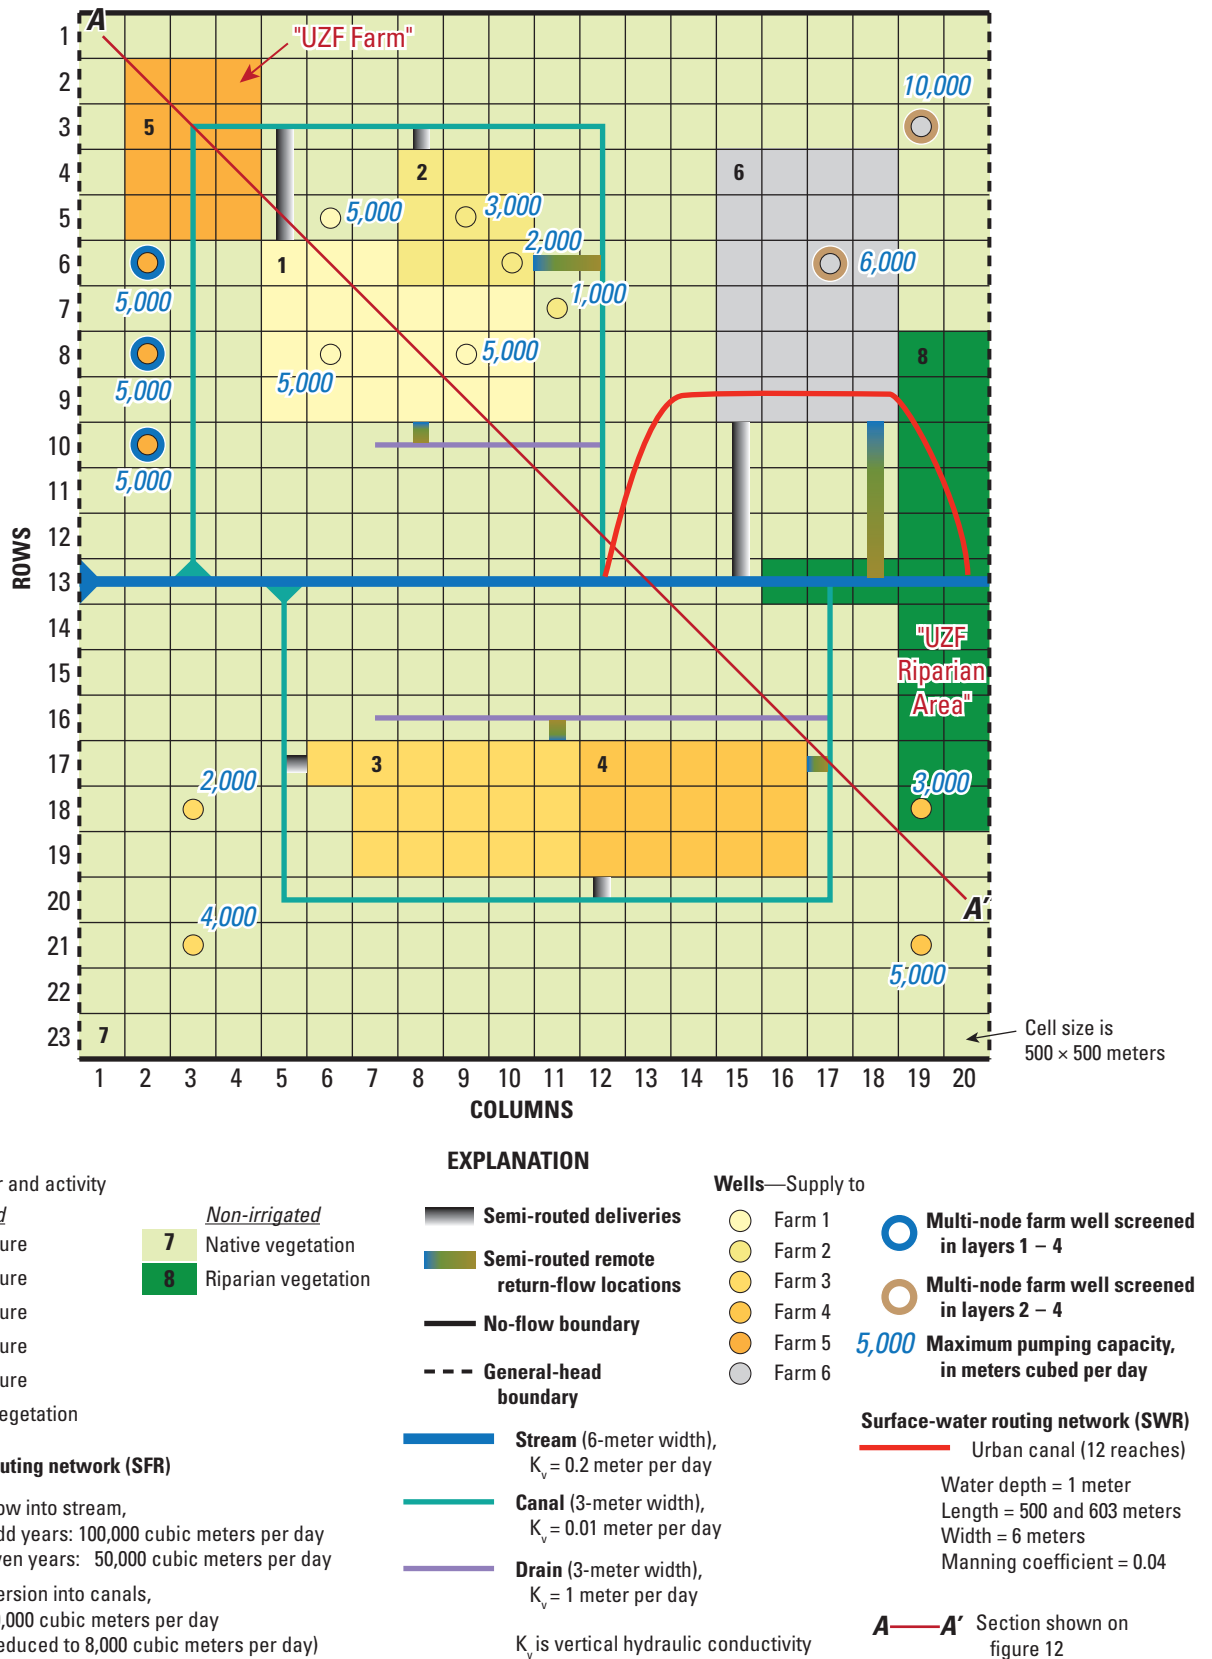 A
"UZF Farm"
1
2
3
4
5
6
7
8
9
10
11
12
13
14
15
16
17
18
19
20
21
22
23
ROWS
10,000
5
2
6
5,000
3,000
2,000
1
6,000
5,000
1,000
8
5,000
5,000
5,000
5,000
"UZF
Riparian
Area"
3
4
2,000
3,000
A'
4,000
5,000
7
Cell size is
500 × 500 meters
1 2 3 4 5 6 7 8 9 10 11 12 13 14 15 16 17 18 19 20
COLUMNS
EXPLANATION
r and activity
Non-irrigated
ure
7 Native vegetation
ure
8 Riparian vegetation
ure
ure
ure
egetation
uting network (SFR)
ow into stream,
dd years: 100,000 cubic meters per day
ven years: 50,000 cubic meters per day
ersion into canals,
0,000 cubic meters per day
educed to 8,000 cubic meters per day)
Semi-routed deliveries
Semi-routed remote
return-flow locations
No-flow boundary
General-head
boundary
Stream (6-meter width),
Kv = 0.2 meter per day
Canal (3-meter width),
Kv = 0.01 meter per day
Drain (3-meter width),
Kv = 1 meter per day
Kv is vertical hydraulic conductivity
Wells—Supply to
Farm 1
Farm 2
Farm 3
Farm 4
Farm 5
Farm 6
Multi-node farm well screened
in layers 1 – 4
Multi-node farm well screened
in layers 2 – 4
5,000 Maximum pumping capacity,
in meters cubed per day
Surface-water routing network (SWR)
Urban canal (12 reaches)
Water depth = 1 meter
Length = 500 and 603 meters
Width = 6 meters
Manning coefficient = 0.04
A—A' Section shown on
figure 12